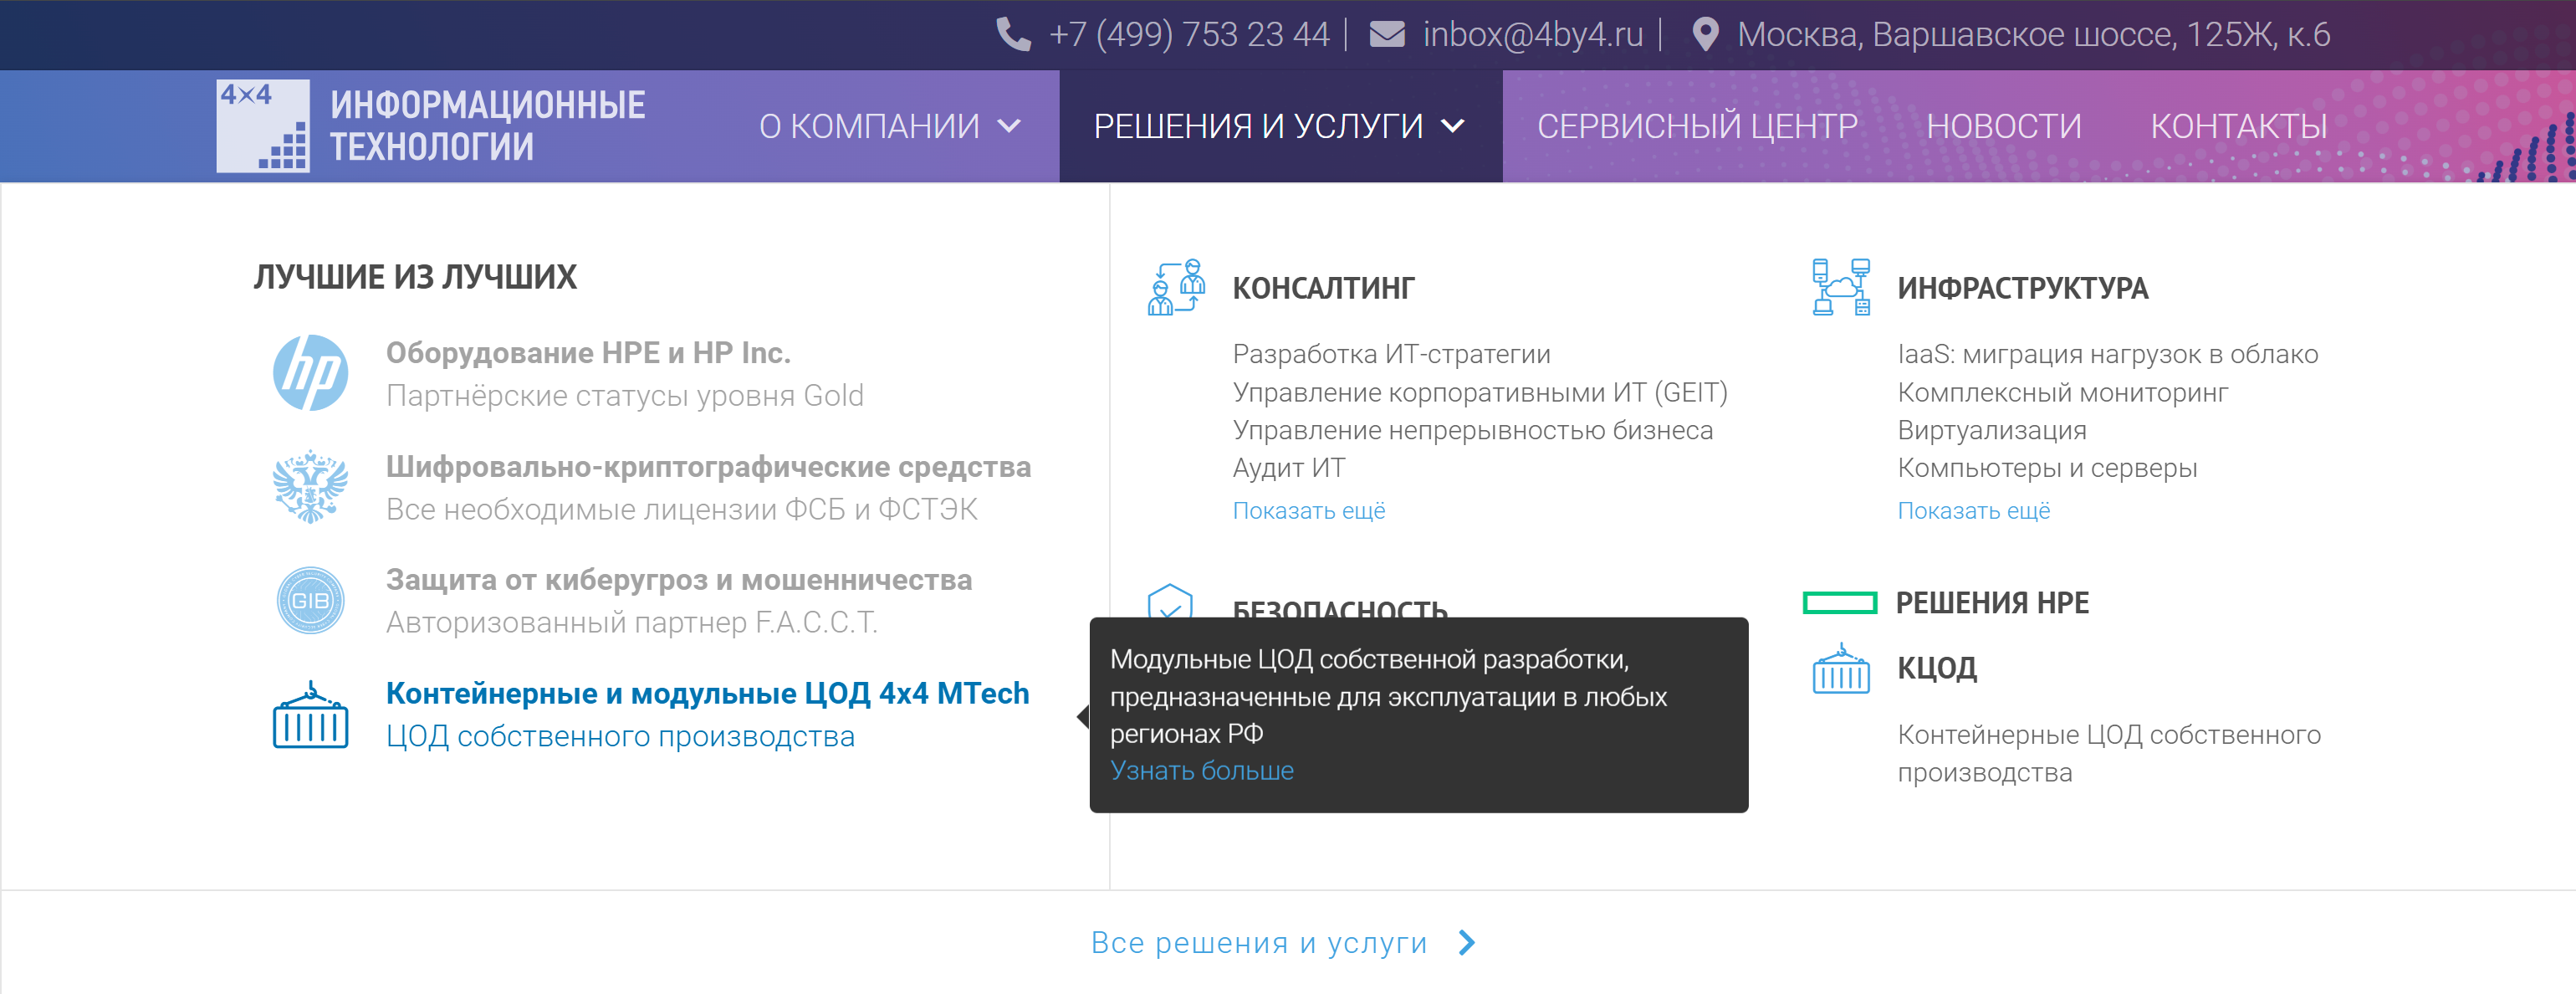 +7 (499) 753 23 44
inbox@4by4.ru
Москва, Варшавское шоссе, 125Ж, к.6
4×4
ИНФОРМАЦИОННЫЕ
ТЕХНОЛОГИИ
О КОМПАНИИ
РЕШЕНИЯ И УСЛУГИ
СЕРВИСНЫЙ ЦЕНТР
НОВОСТИ
КОНТАКТЫ
ЛУЧШИЕ ИЗ ЛУЧШИХ
hp
Оборудование HPE и HP Inc.
Партнёрские статусы уровня Gold
Шифровально-криптографические средства
Все необходимые лицензии ФСБ и ФСТЭК
GIB
Защита от киберугроз и мошенничества
Авторизованный партнер F.A.C.C.T.
Контейнерные и модульные ЦОД 4x4 MTech
ЦОД собственного производства
КОНСАЛТИНГ
Разработка ИТ-стратегии
Управление корпоративными ИТ (GEIT)
Управление непрерывностью бизнеса
Аудит ИТ
Показать ещё
БЕЗОПАСНОСТЬ
Модульные ЦОД собственной разработки,
предназначенные для эксплуатации в любых
регионах РФ
Узнать больше
ИНФРАСТРУКТУРА
IaaS: миграция нагрузок в облако
Комплексный мониторинг
Виртуализация
Компьютеры и серверы
Показать ещё
РЕШЕНИЯ HPE
КЦОД
Контейнерные ЦОД собственного
производства
Все решения и услуги